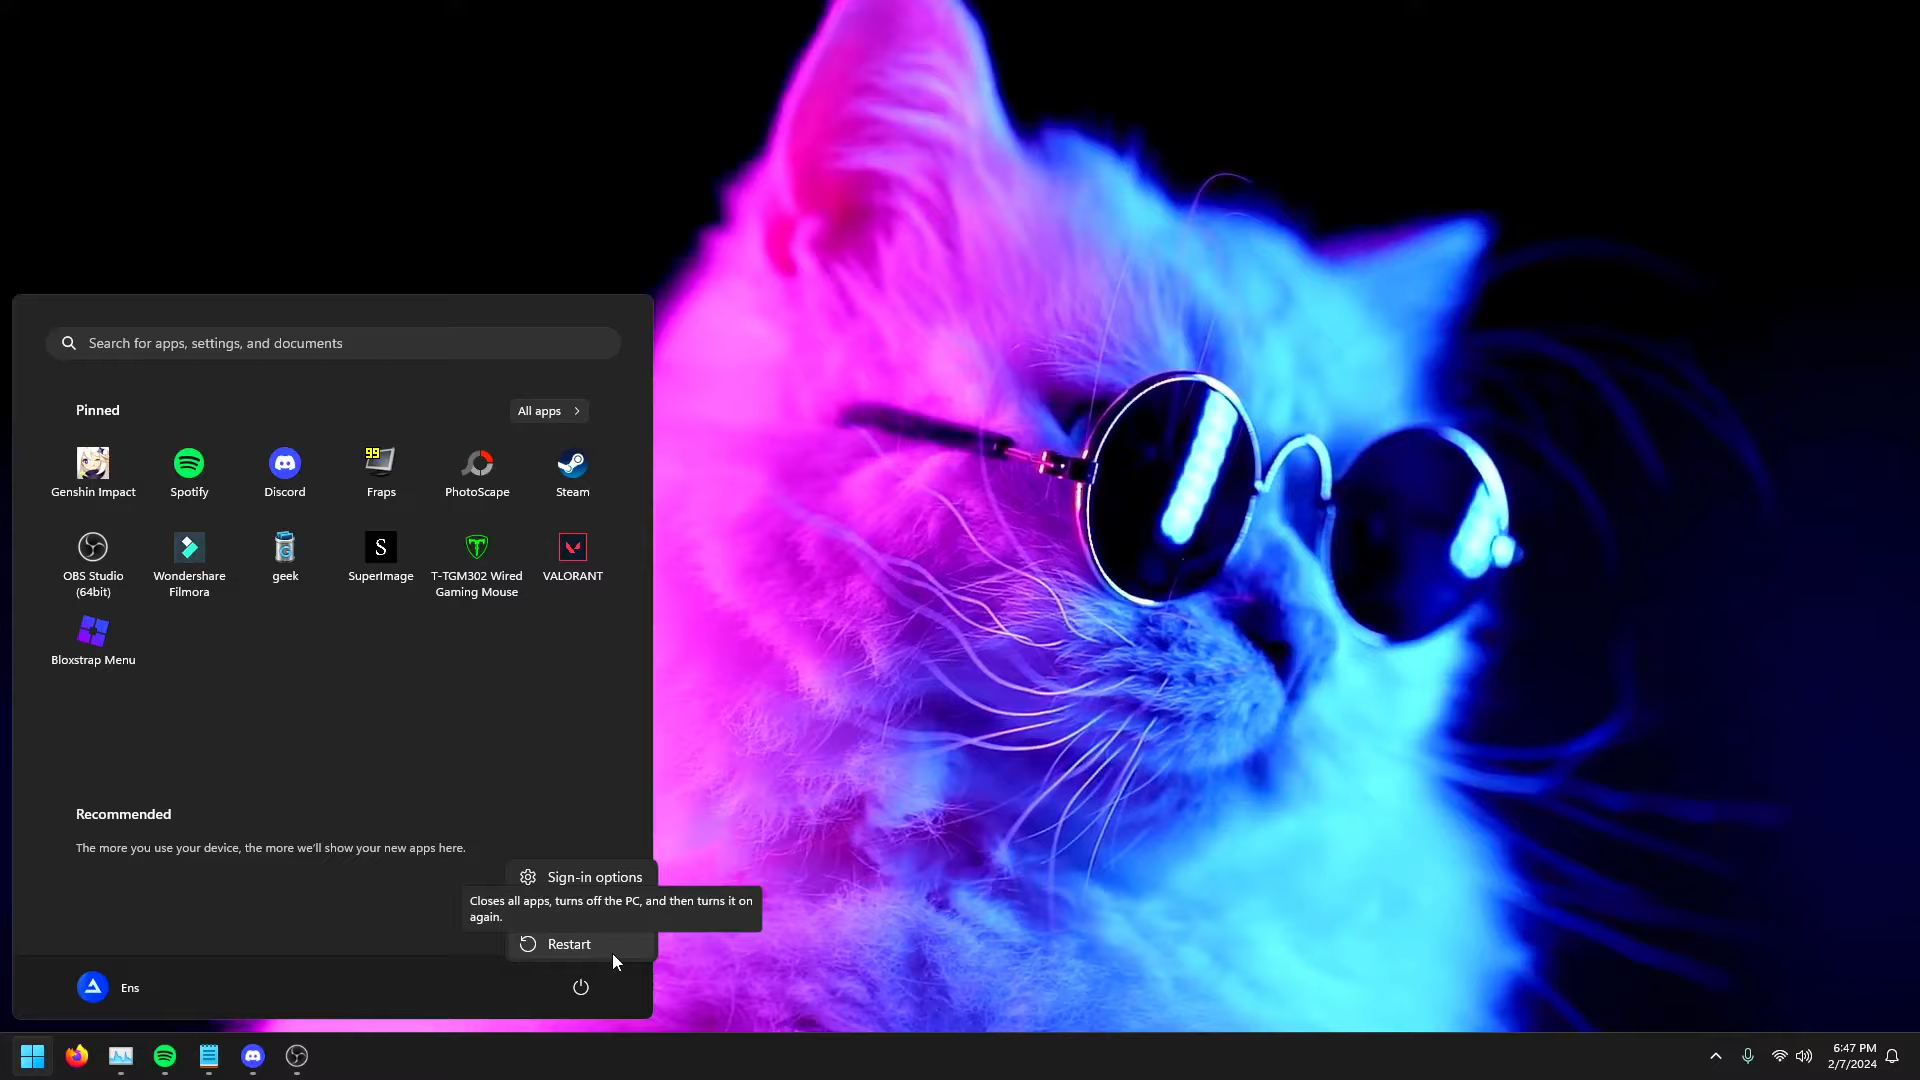 Search for apps, settings, and documents
Pinned
All apps
Genshin Impact
Spotify
Discord
99
Fraps
PhotoScape
Steam
OBS Studio
(64bit)
Wondershare
Filmora
G
geek
S
SuperImage
T-TGM302 Wired
Gaming Mouse
VALORANT
Bloxstrap Menu
Recommended
The more you use your device, the more we'll show your new apps here.
Sign-in options
Closes all apps, turns off the PC, and then turns it on
again.
Restart
Ens
6:47 PM
2/7/2024